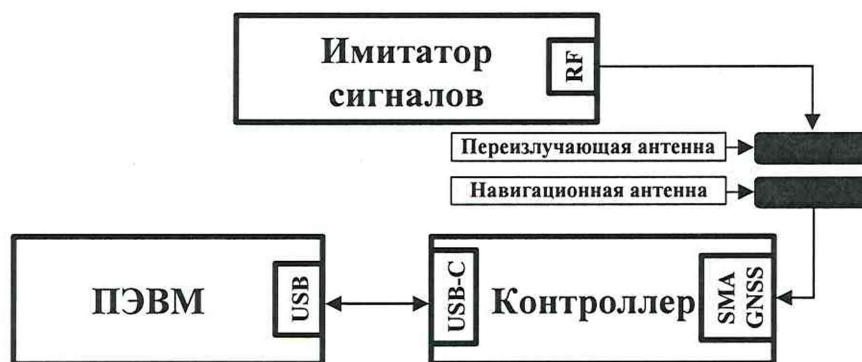 Имитатор
сигналов
RF
Переизлучающая антенна
Навигационная антенна
ПЭВМ
USB
USB-C
Контроллер
SMA
GNSS